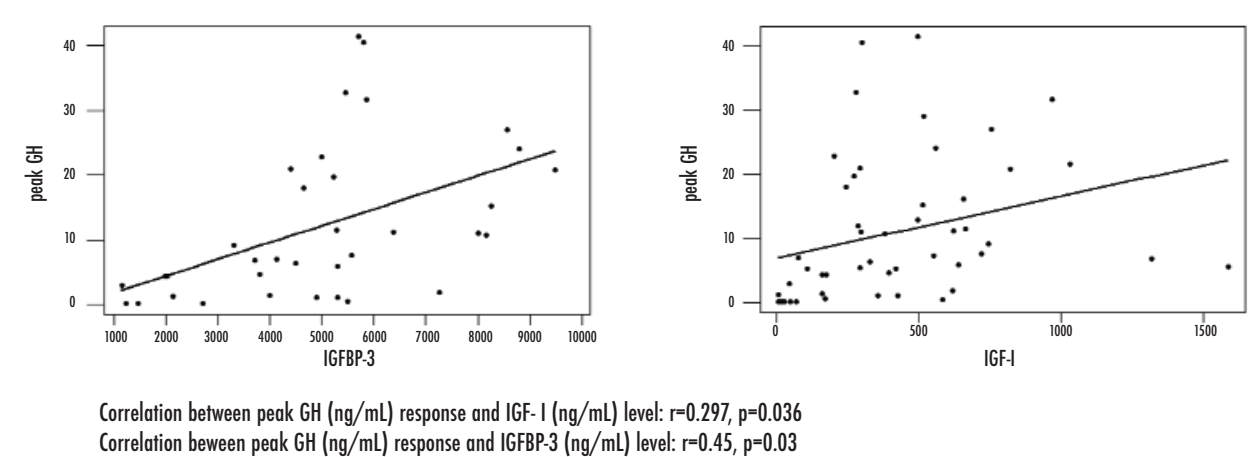 40
30
20
10
0
peak GH
1000 2000 3000 4000 5000 6000 7000 8000 9000 10000
IGFBP-3
40
30
20
10
0
peak GH
0 500 1000 1500
IGF-I
Correlation between peak GH (ng/mL) response and IGF- I (ng/mL) level: r=0.297, p=0.036
Correlation beween peak GH (ng/mL) response and IGFBP-3 (ng/mL) level: r=0.45, p=0.03